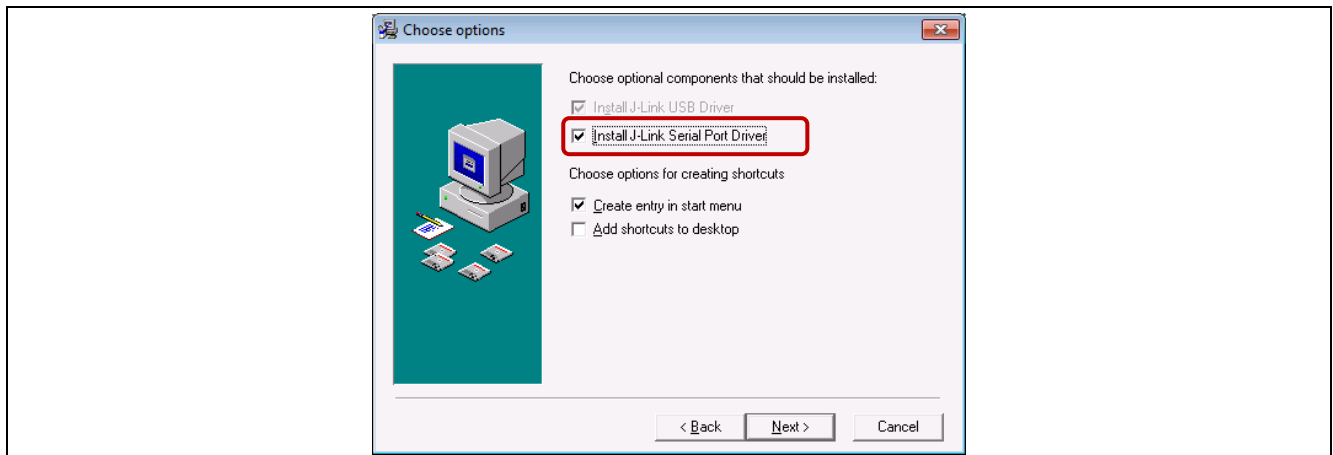 Choose options
Choose optional components that should be installed:
Install J-Link USB Driver
Install J-Link Serial Port Driver
Choose options for creating shortcuts
Create entry in start menu
Add shortcuts to desktop
< Back Next > Cancel